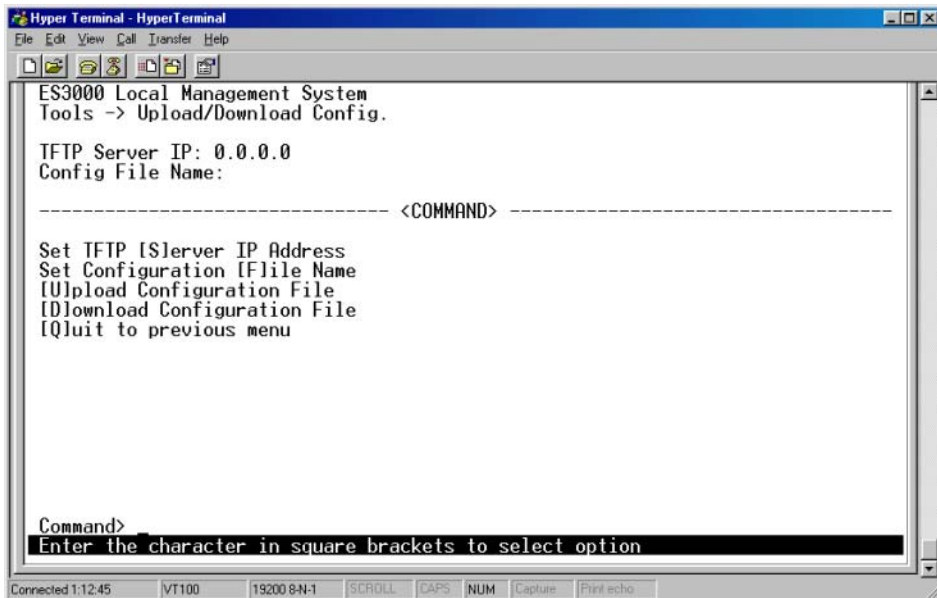 Hyper Terminal - HyperTerminal
File Edit View Call Transfer Help
ES3000 Local Management System
Tools -> Upload/Download Config.
TFTP Server IP: 0.0.0.0
Config File Name:
-------------------------------- <COMMAND> -----------------------------------
Set TFTP [S]erver IP Address
Set Configuration [F]ile Name
[U]pload Configuration File
[D]ownload Configuration File
[Q]uit to previous menu
Command> _
Enter the character in square brackets to select option
Connected 1:12:45 VT100 19200 8-N-1 SCROLL CAPS NUM Capture Print echo